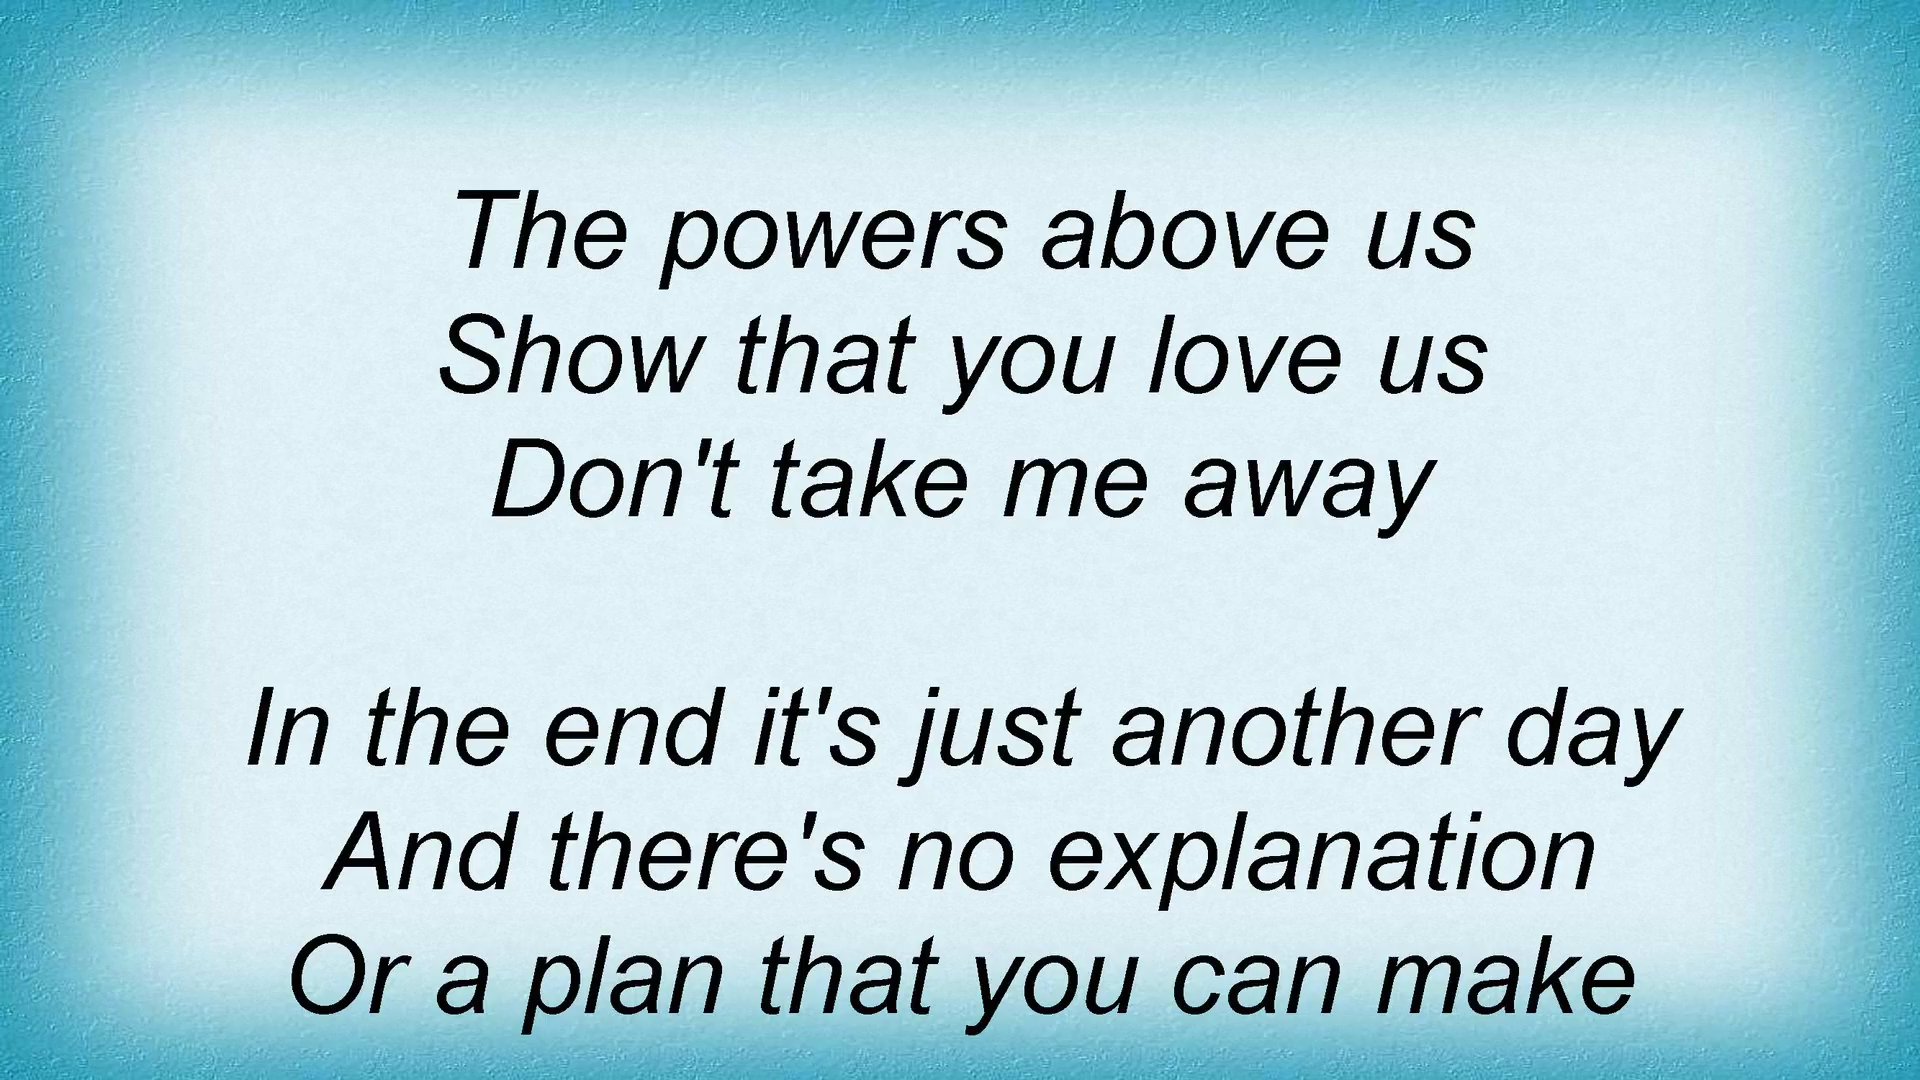 The powers above us
Show that you love us
Don't take me away
In the end it's just another day
And there's no explanation
Or a plan that you can make